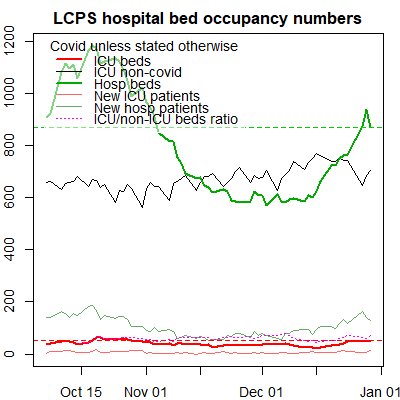 LCPS hospital bed occupancy numbers
Covid unless stated otherwise
ICU beds
ICU non-covid
Hosp beds
New ICU patients
New hosp patients
ICU/non-ICU beds ratio
1200
1000
800
600
400
200
0
Oct 15
Nov 01
Dec 01
Jan 01